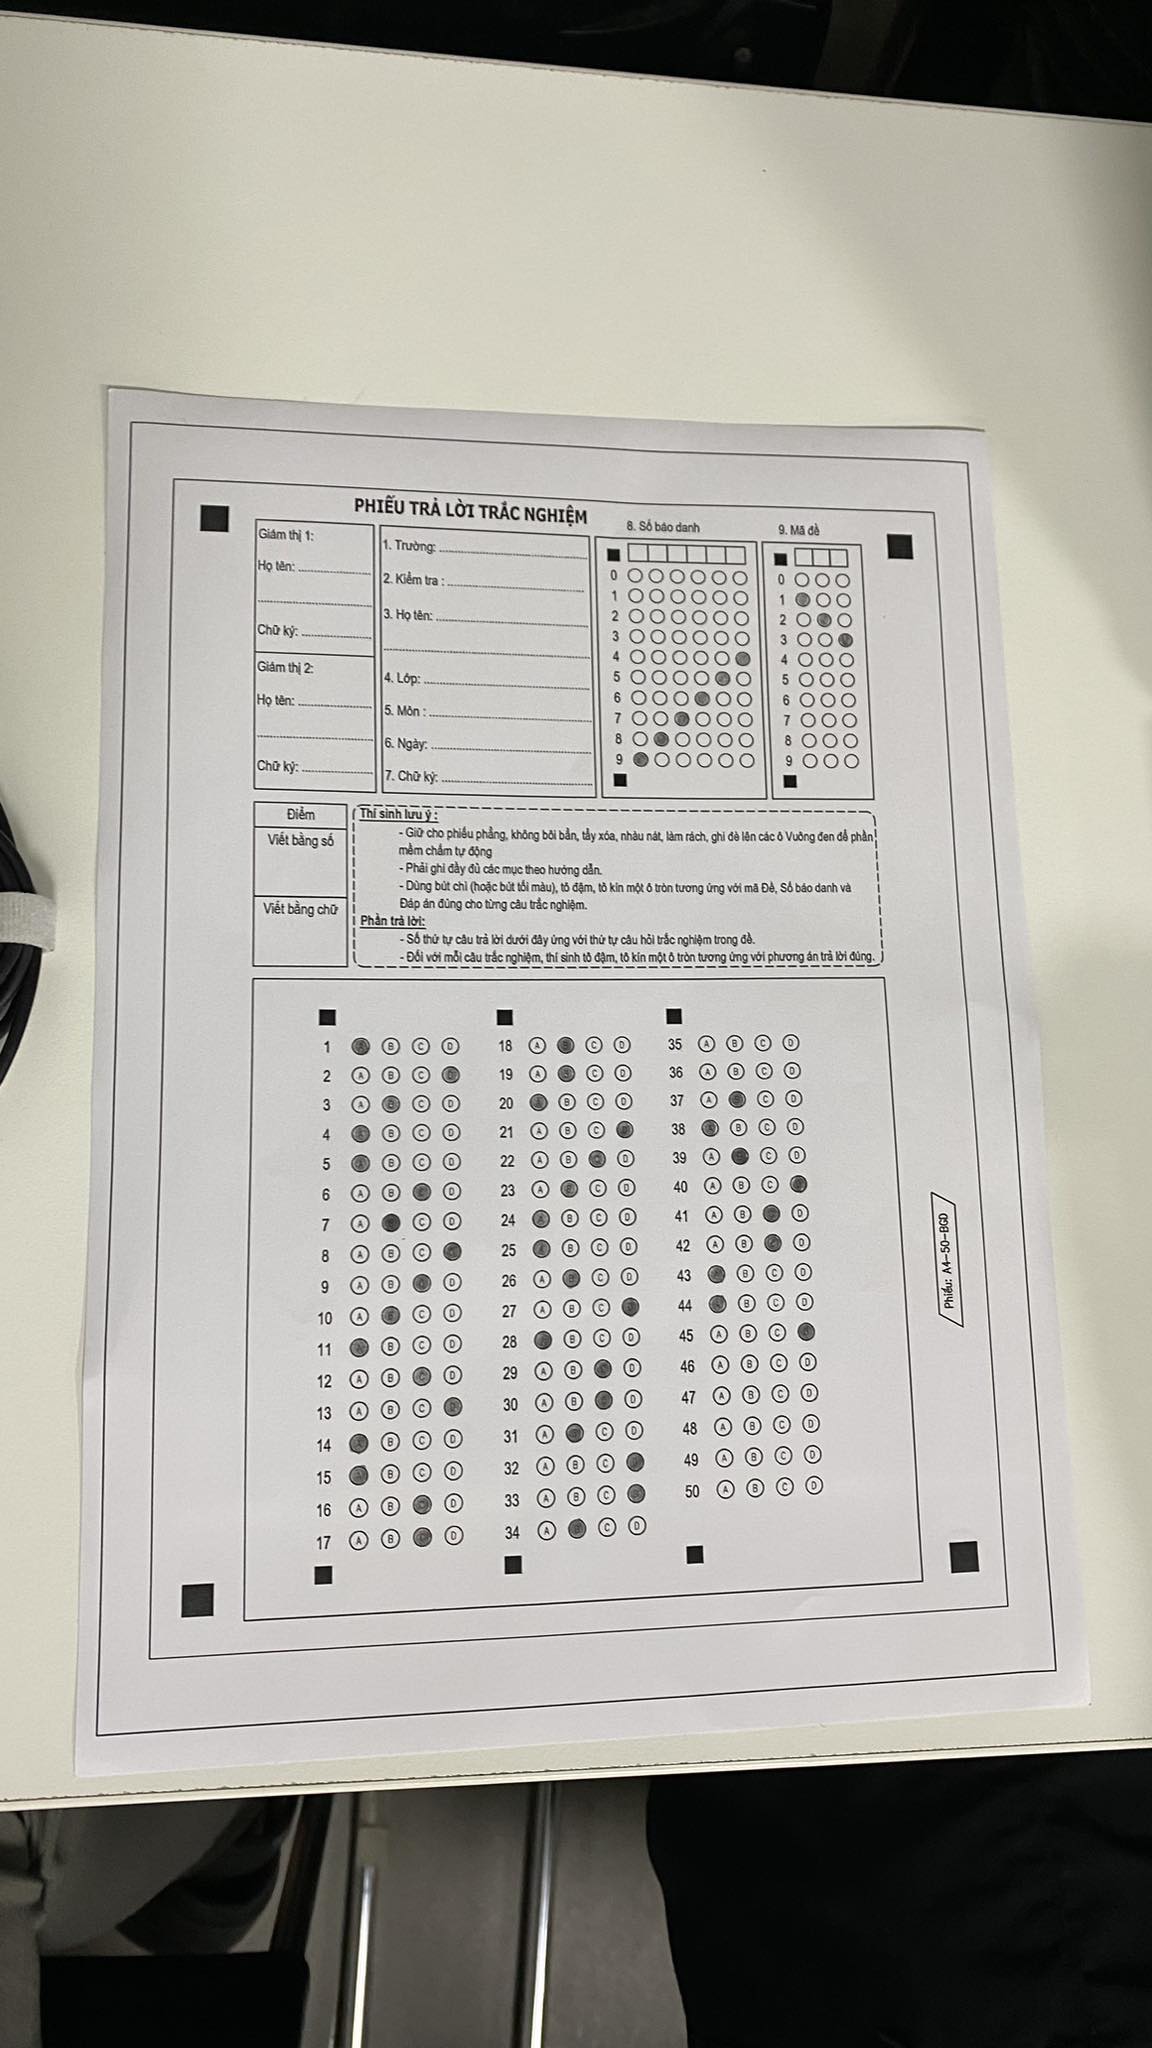 PHIẾU TRẢ LỜI TRẮC NGHIỆM
Giám thị 1:
Họ tên:
Chữ ký:
Giám thị 2:
Họ tên:
Chữ ký:
1. Trường:
2. Kiểm tra :
3. Họ tên:
4. Lớp:
5. Môn :
6. Ngày:
7. Chữ ký:
8. Số báo danh
0
1
2
3
4
5
6
7
8
9
9. Mã đề
0
1
2
3
4
5
6
7
8
9
Điểm
Viết bằng số
Viết bằng chữ
Thí sinh lưu ý :
- Giữ cho phiếu phẳng, không bôi bẩn, tẩy xóa, nhàu nát, làm rách, ghi đè lên các ô Vuông đen để phần
mềm chấm tự động
- Phải ghi đầy đủ các mục theo hướng dẫn.
- Dùng bút chì (hoặc bút tối màu), tô đậm, tô kín một ô tròn tương ứng với mã Đề, Số báo danh và
Đáp án đúng cho từng câu trắc nghiệm.
Phần trả lời:
- Số thứ tự câu trả lời dưới đây ứng với thứ tự câu hỏi trắc nghiệm trong đề.
- Đối với mỗi câu trắc nghiệm, thí sinh tô đậm, tô kín một ô tròn tương ứng với phương án trả lời đúng.
1 B C D
2 A B C
3 A C D
4 B C D
5 B C D
6 A B D
7 A C D
8 A B C
9 A B D
10 A C D
11 B C D
12 A B D
13 A B C
14 B C D
15 B C D
16 A B D
17 A B D
18 A C D
19 A C D
20 B C D
21 A B C
22 A B D
23 A C D
24 B C D
25 B C D
26 A C D
27 A B C
28 B C D
29 A B D
30 A B D
31 A C D
32 A B C
33 A B C
34 A C D
35 A B C D
36 A B C D
37 A C D
38 B C D
39 A C D
40 A B C
41 A B D
42 A B D
43 B C D
44 B C D
45 A B C
46 A B C D
47 A B C D
48 A B C D
49 A B C D
50 A B C D
Phiếu: A4-50-BGD